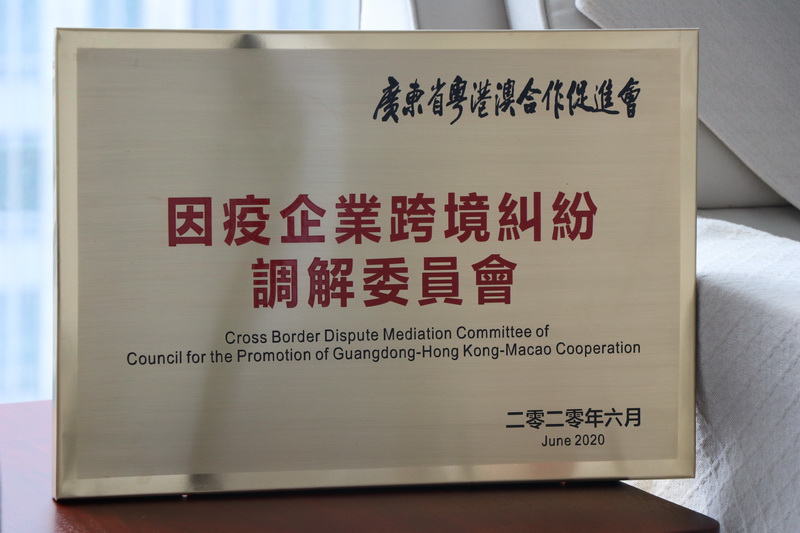 廣東省粵港澳合作促進會
因疫企業跨境糾紛
調解委員會
Cross Border Dispute Mediation Committee of
Council for the Promotion of Guangdong-Hong Kong-Macao Cooperation
二零二零年六月
June 2020